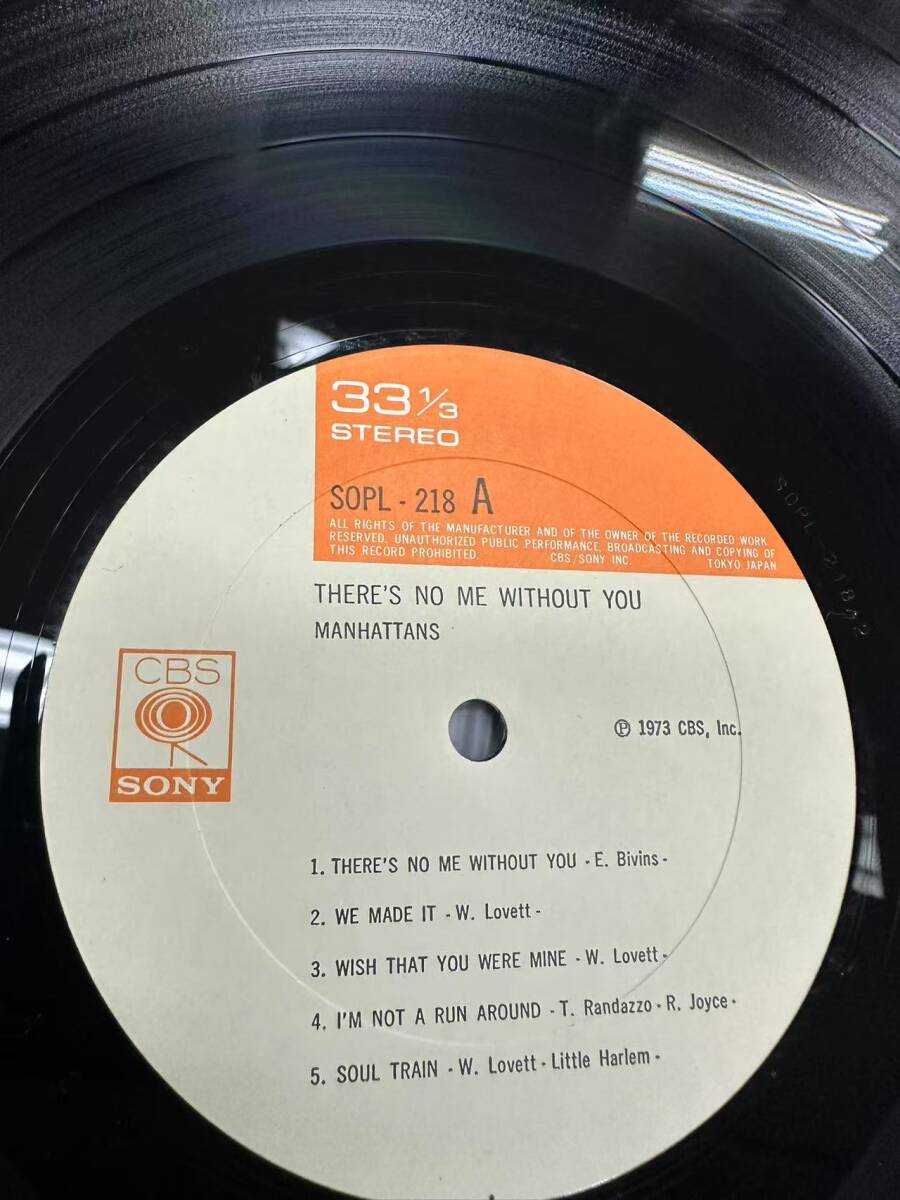 33 1/3
STEREO
SOPL - 218 A
ALL RIGHTS OF THE MANUFACTURER AND OF THE OWNER OF THE RECORDED WORK
RESERVED. UNAUTHORIZED PUBLIC PERFORMANCE, BROADCASTING AND COPYING OF
THIS RECORD PROHIBITED. CBS/SONY INC. TOKYO JAPAN
THERE'S NO ME WITHOUT YOU
MANHATTANS
CBS
SONY
℗ 1973 CBS, Inc.
1. THERE'S NO ME WITHOUT YOU - E. Bivins -
2. WE MADE IT - W. Lovett -
3. WISH THAT YOU WERE MINE - W. Lovett -
4. I'M NOT A RUN AROUND - T. Randazzo · R. Joyce -
5. SOUL TRAIN - W. Lovett · Little Harlem -